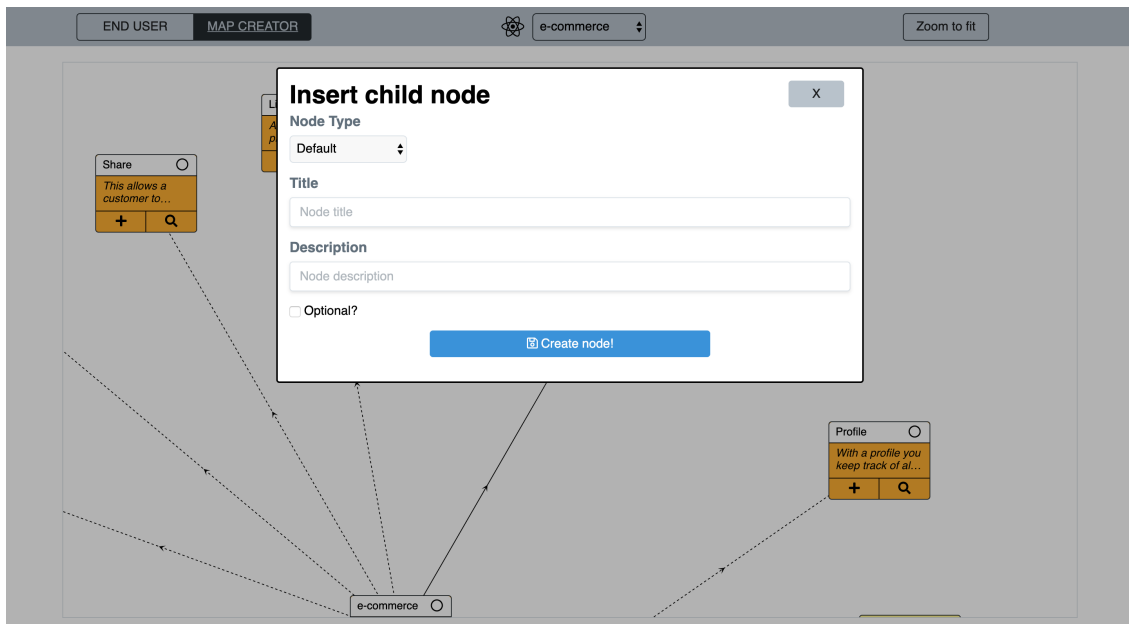 END USER
MAP CREATOR
e-commerce
Zoom to fit
Insert child node
X
Node Type
Default
Title
Node title
Description
Node description
Optional?
Create node!
Li
A
p
Share
This allows a
customer to…
Profile
With a profile you
keep track of al…
e-commerce